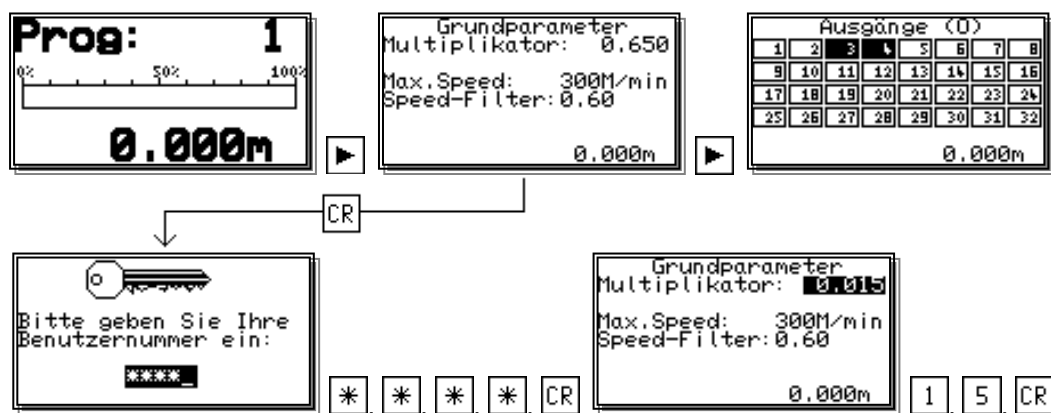 Prog: 1
0% 50% 100%
0.000m
Grundparameter
Multiplikator: 0.650
Max.Speed: 300M/min
Speed-Filter:0.60
0.000m
Ausgänge (O)
1 2 3 4 5 6 7 8
9 10 11 12 13 14 15 16
17 18 19 20 21 22 23 24
25 26 27 28 29 30 31 32
0.000m
CR
Bitte geben Sie Ihre
Benutzernummer ein:
****_
* , * , * , * , CR
Grundparameter
Multiplikator: 0.015
Max.Speed: 300M/min
Speed-Filter:0.60
0.000m
1 , 5 , CR